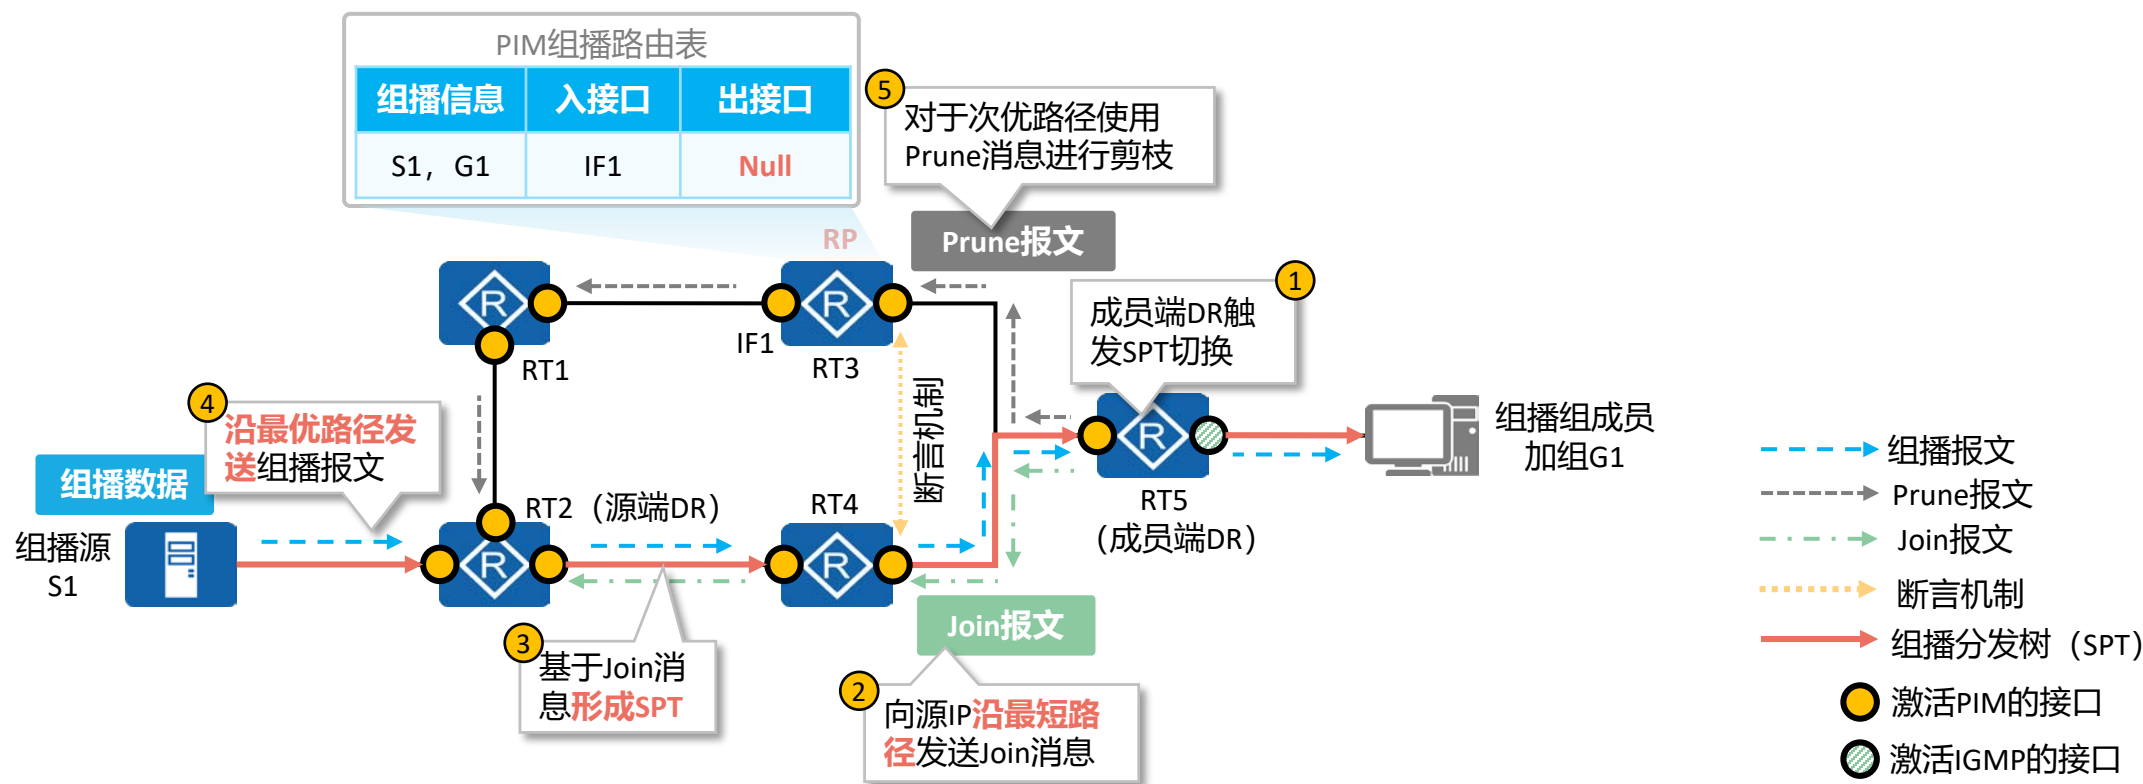 PIM组播路由表
组播信息 入接口 出接口
S1，G1 IF1 Null
5
对于次优路径使用
Prune消息进行剪枝
RP
Prune报文
1
成员端DR触
发SPT切换
IF1
RT1
RT3
4
沿最优路径发
送组播报文
断言机制
组播组成员
加组G1
组播数据
RT2（源端DR）
RT4
RT5
（成员端DR）
组播源
S1
3
基于Join消
息形成SPT
Join报文
2
向源IP沿最短路
径发送Join消息
组播报文
Prune报文
Join报文
断言机制
组播分发树（SPT）
激活PIM的接口
激活IGMP的接口
R
R
R
R
R